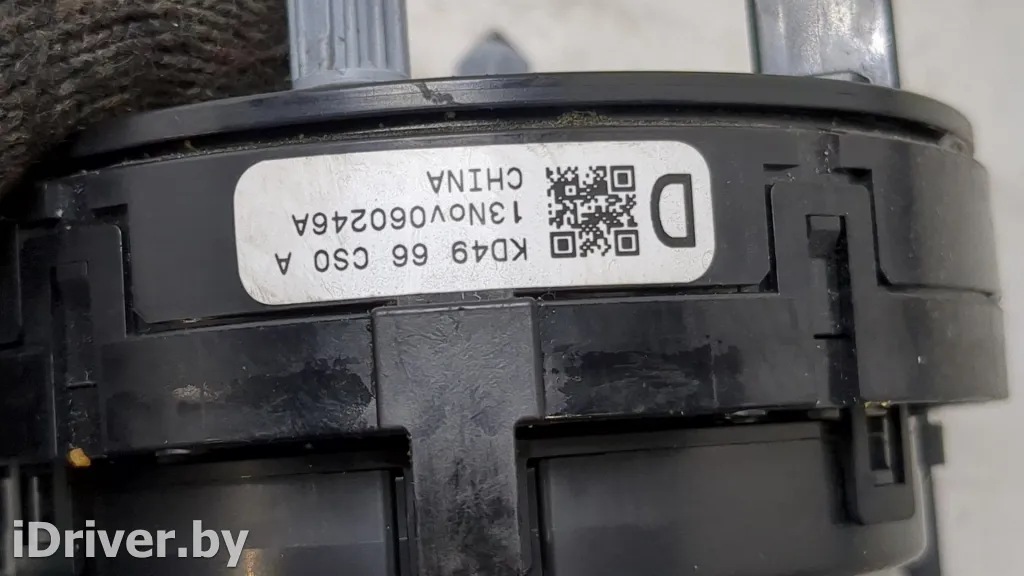 D
KD49 66 CS0 A
13Nov060246A
CHINA
iDriver.by